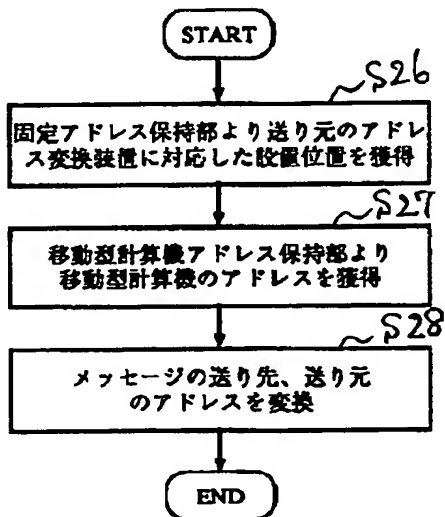 START
S26
固定アドレス保持部より送り元のアドレ
ス変換装置に対応した設置位置を獲得
S27
移動型計算機アドレス保持部より
移動型計算機のアドレスを獲得
S28
メッセージの送り先、送り元
のアドレスを変換
END